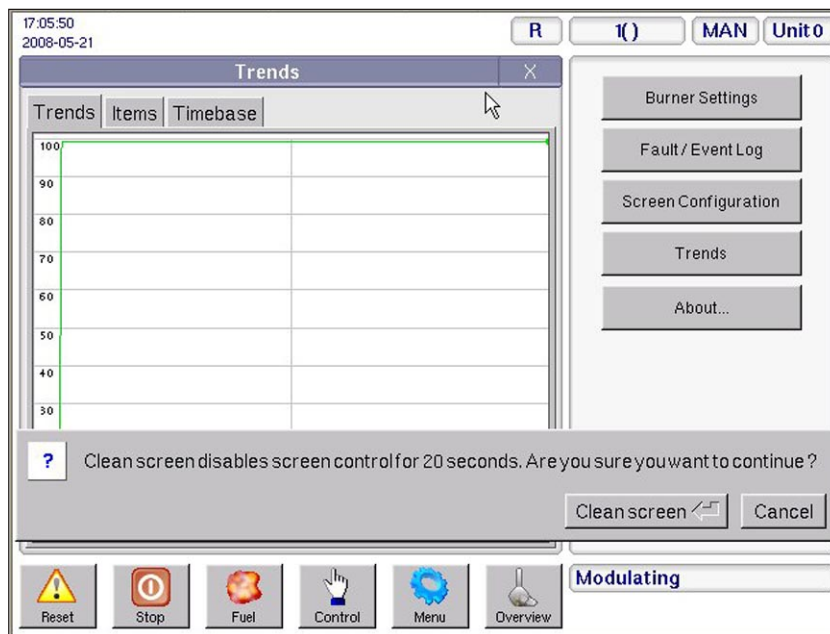 17:05:50
2008-05-21
R
1( )
MAN
Unit 0
Trends
X
Trends
Items
Timebase
100
90
80
70
60
50
40
30
Burner Settings
Fault / Event Log
Screen Configuration
Trends
About...
? Clean screen disables screen control for 20 seconds. Are you sure you want to continue ?
Clean screen
Cancel
Reset
Stop
Fuel
Control
Menu
Overview
Modulating